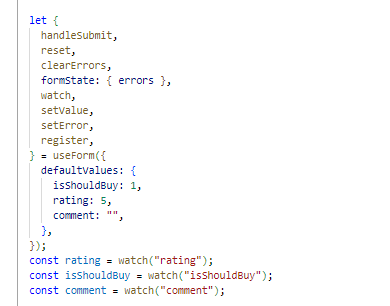 let {
handleSubmit,
reset,
clearErrors,
formState: { errors },
watch,
setValue,
setError,
register,
} = useForm({
defaultValues: {
isShouldBuy: 1,
rating: 5,
comment: "",
},
});
const rating = watch("rating");
const isShouldBuy = watch("isShouldBuy");
const comment = watch("comment");